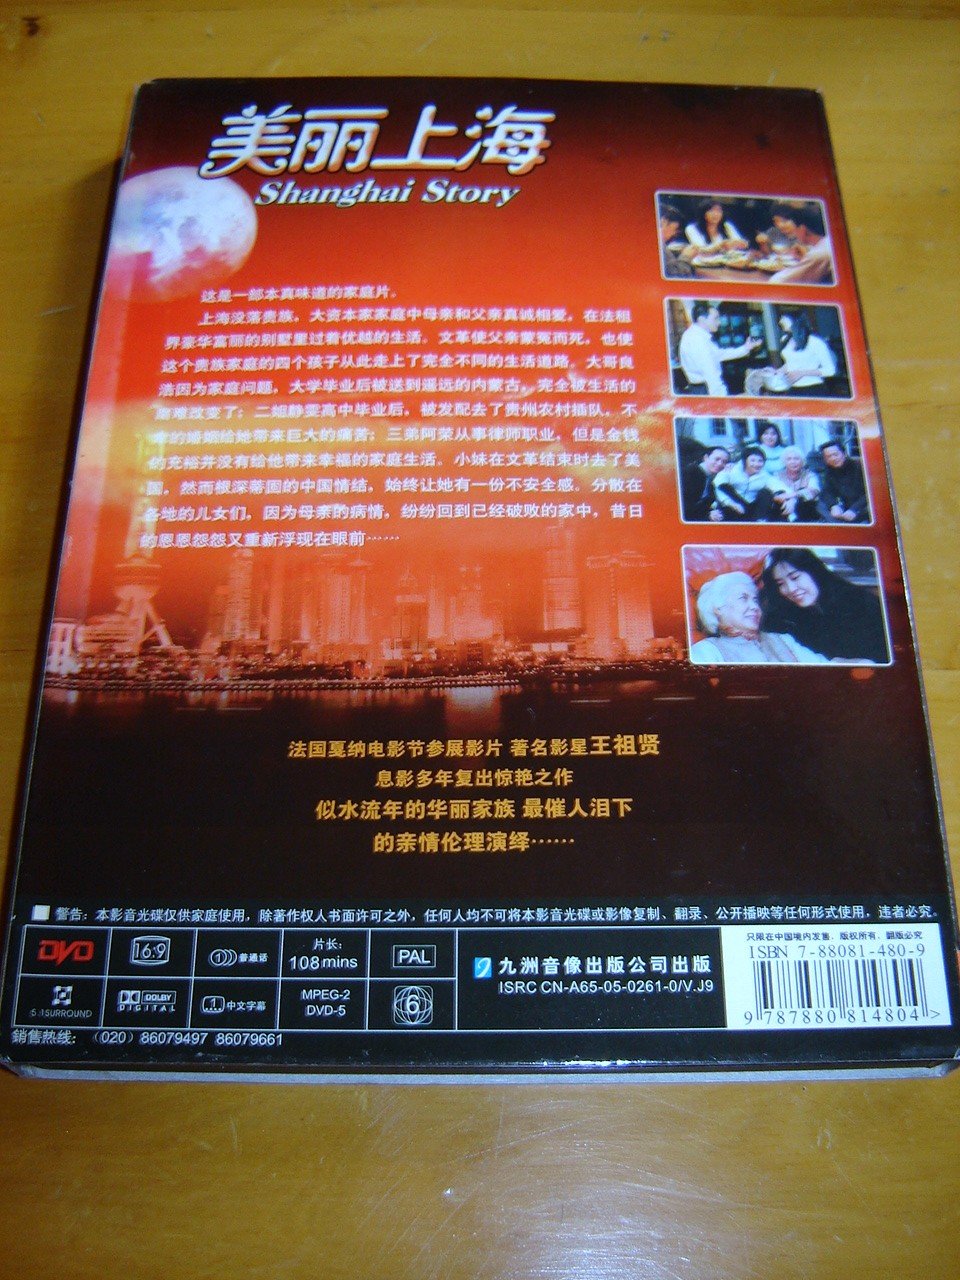 美丽上海
Shanghai Story
这是一部本真味道的家庭片。
上海没落贵族，大资本家家庭中母亲和父亲真诚相爱，在法租
界豪华富丽的别墅里过着优越的生活。文革使父亲蒙冤而死，也使
这个贵族家庭的四个孩子从此走上了完全不同的生活道路。大哥良
浩因为家庭问题，大学毕业后被送到遥远的内蒙古，完全被生活的
磨难改变了；二姐静雯高中毕业后，被发配去了贵州农村插队，不
幸的婚姻给她带来巨大的痛苦；三弟阿荣从事律师职业，但是金钱
的充裕并没有给他带来幸福的家庭生活。小妹在文革结束时去了美
国，然而根深蒂固的中国情结，始终让她有一份不安全感。分散在
各地的儿女们，因为母亲的病情，纷纷回到已经破败的家中，昔日
的恩恩怨怨又重新浮现在眼前……
法国戛纳电影节参展影片 著名影星王祖贤
息影多年复出惊艳之作
似水流年的华丽家族 最催人泪下
的亲情伦理演绎……
警告：本影音光碟仅供家庭使用，除著作权人书面许可之外，任何人均不可将本影音光碟或影像复制、翻录、公开播映等任何形式使用，违者必究。
DVD
16:9
1 普通话
片长：
108 mins
PAL
5.1SURROUND
DOLBY
DIGITAL
1 中文字幕
MPEG-2
DVD-5
6
九洲音像出版公司出版
ISRC CN-A65-05-0261-0/V.J9
只限在中国境内发售，版权所有，翻版必究
ISBN 7-88081-480-9
9 787880 814804 >
销售热线：（020）86079497 86079661